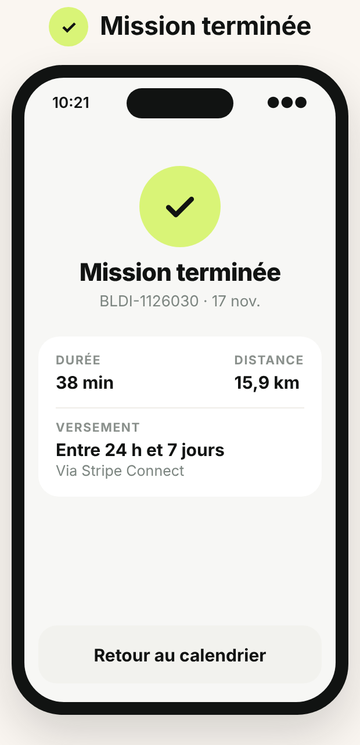 Mission terminée
10:21
Mission terminée
BLDI-1126030 · 17 nov.
DURÉE DISTANCE
38 min 15,9 km
VERSEMENT
Entre 24 h et 7 jours
Via Stripe Connect
Retour au calendrier